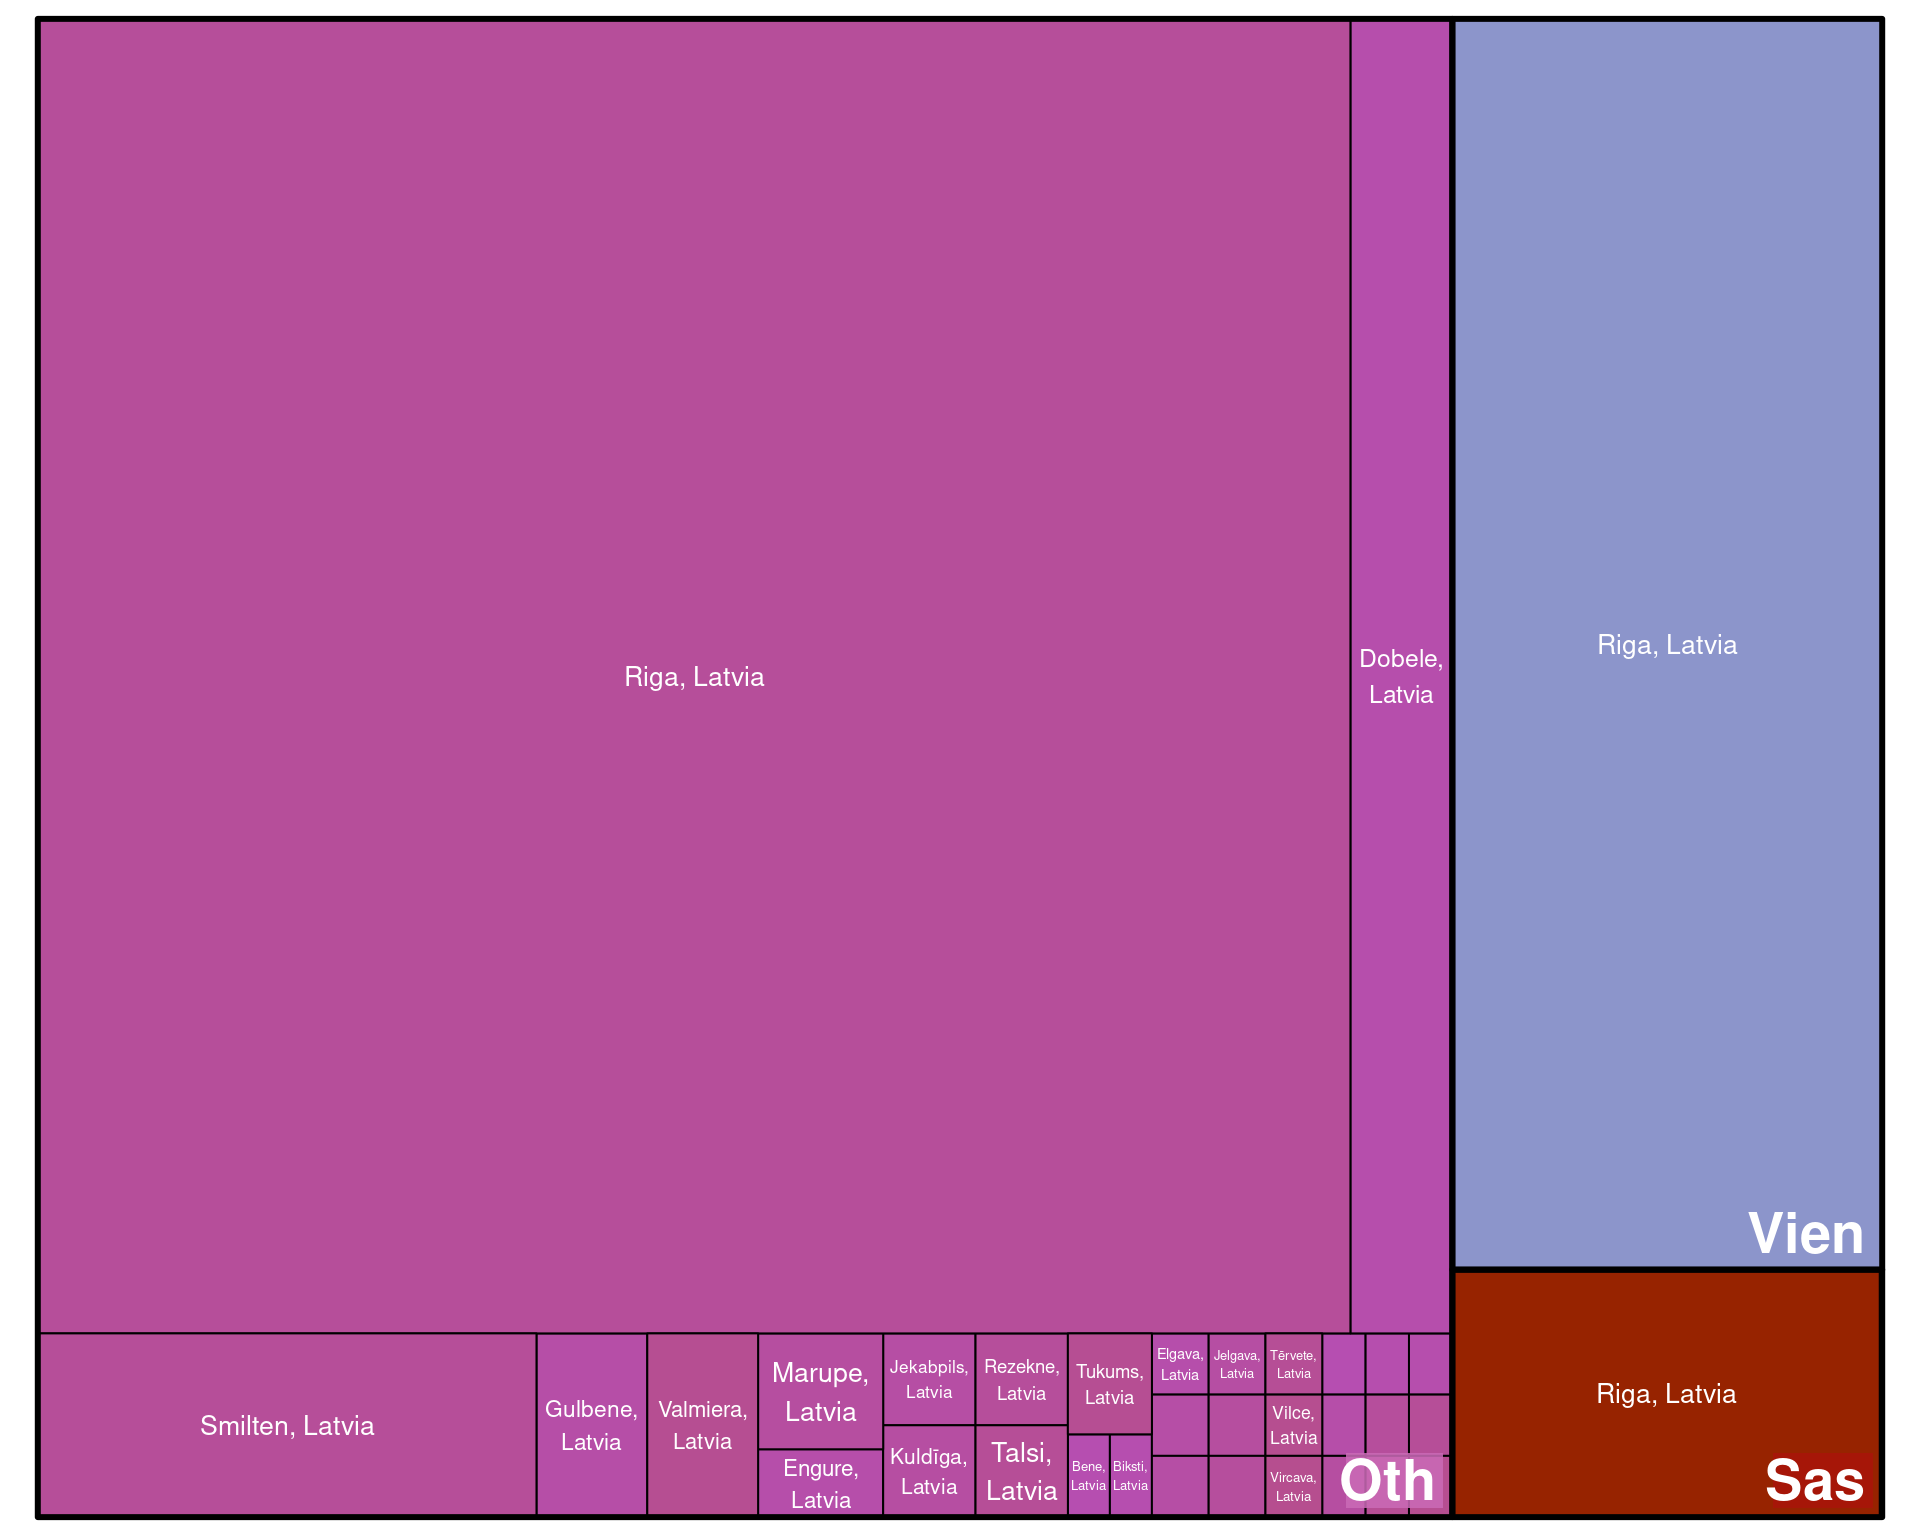 Riga, Latvia
Dobele,
Latvia
Riga, Latvia
Vien
Smilten, Latvia
Gulbene,
Latvia
Valmiera,
Latvia
Marupe,
Latvia
Engure,
Latvia
Jekabpils,
Latvia
Kuldīga,
Latvia
Rezekne,
Latvia
Talsi,
Latvia
Tukums,
Latvia
Bene,
Latvia
Biksti,
Latvia
Elgava,
Latvia
Jelgava,
Latvia
Tērvete,
Latvia
Vilce,
Latvia
Vircava,
Latvia
Oth
Riga, Latvia
Sas